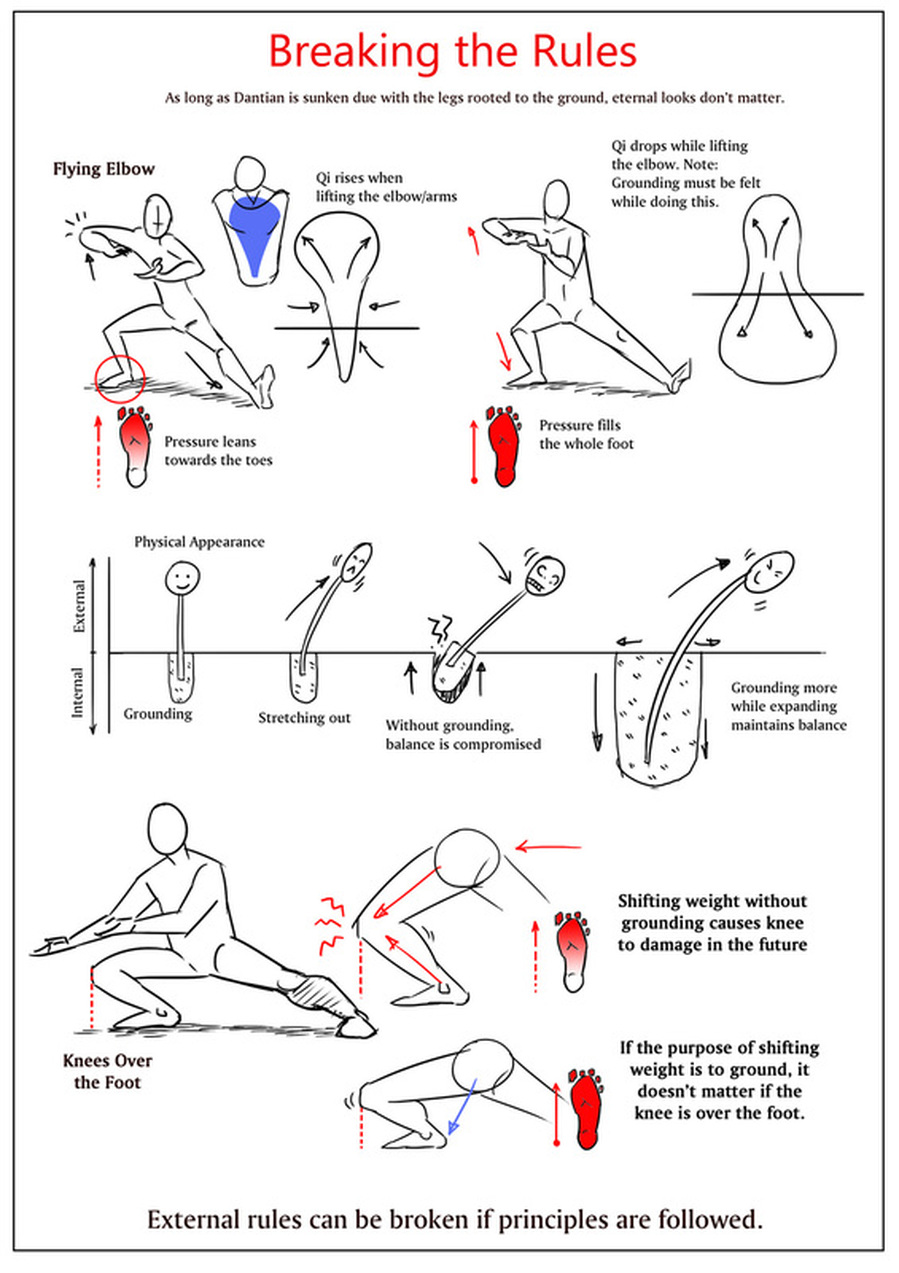 Breaking the Rules
As long as Dantian is sunken due with the legs rooted to the ground, eternal looks don't matter.
Flying Elbow
Qi rises when
lifting the elbow/arms
Qi drops while lifting
the elbow. Note:
Grounding must be felt
while doing this.
Pressure leans
towards the toes
Pressure fills
the whole foot
Physical Appearance
External
Internal
Grounding
Stretching out
Without grounding,
balance is compromised
Grounding more
while expanding
maintains balance
Knees Over
the Foot
Shifting weight without
grounding causes knee
to damage in the future
If the purpose of shifting
weight is to ground, it
doesn't matter if the
knee is over the foot.
External rules can be broken if principles are followed.